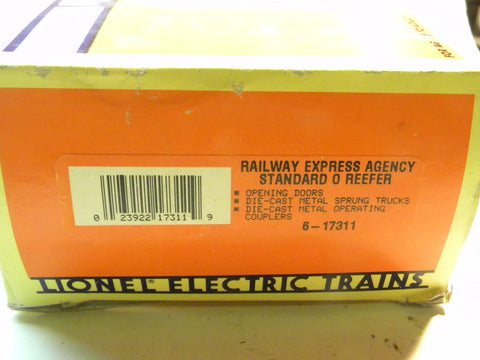 RAILWAY EXPRESS AGENCY
STANDARD O REEFER
▪ OPENING DOORS
▪ DIE-CAST METAL SPRUNG TRUCKS
▪ DIE-CAST METAL OPERATING
COUPLERS
6-17311
0 23922 17311 9
LIONEL® ELECTRIC TRAINS